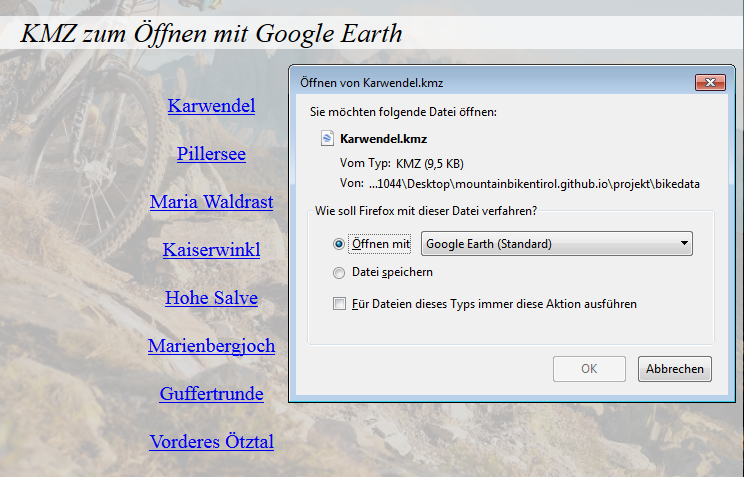 KMZ zum Öffnen mit Google Earth
Karwendel
Pillersee
Maria Waldrast
Kaiserwinkl
Hohe Salve
Marienbergjoch
Guffertrunde
Vorderes Ötztal
Öffnen von Karwendel.kmz
Sie möchten folgende Datei öffnen:
Karwendel.kmz
Vom Typ: KMZ (9,5 KB)
Von: ...1044\Desktop\mountainbikentirol.github.io\projekt\bikedata
Wie soll Firefox mit dieser Datei verfahren?
Öffnen mit Google Earth (Standard)
Datei speichern
Für Dateien dieses Typs immer diese Aktion ausführen
OK Abbrechen